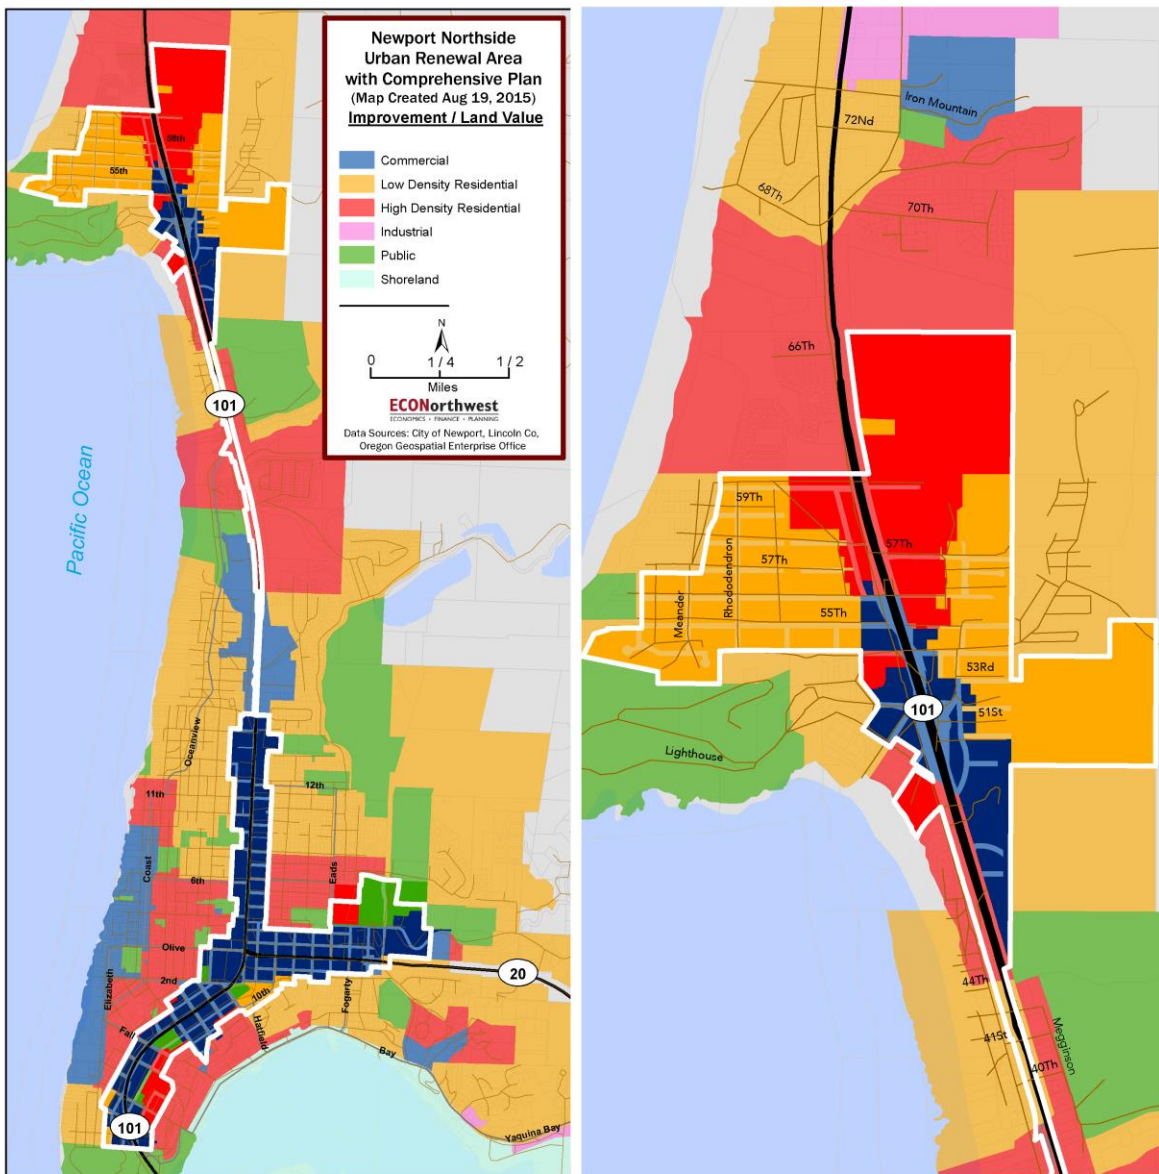 Newport Northside
Urban Renewal Area
with Comprehensive Plan
(Map Created Aug 19, 2015)
Improvement / Land Value
Commercial
Low Density Residential
High Density Residential
Industrial
Public
Shoreland
N
0 1 / 4 1 / 2
Miles
ECONorthwest
ECONOMICS • FINANCE • PLANNING
Data Sources: City of Newport, Lincoln Co,
Oregon Geospatial Enterprise Office
58th
55th
101
Pacific Ocean
Oceanview
12th
11th
Coast
6th
Eads
Olive
2nd
20
Elizabeth
10th
Fogarty
Fall
Hatfield
Bay
101
Yaquina Bay
Iron Mountain
72Nd
68Th
70Th
66Th
59Th
57Th
57Th
Rhododendron
Meander
55Th
53Rd
101
51St
Lighthouse
44Th
41St
Megginson
40Th